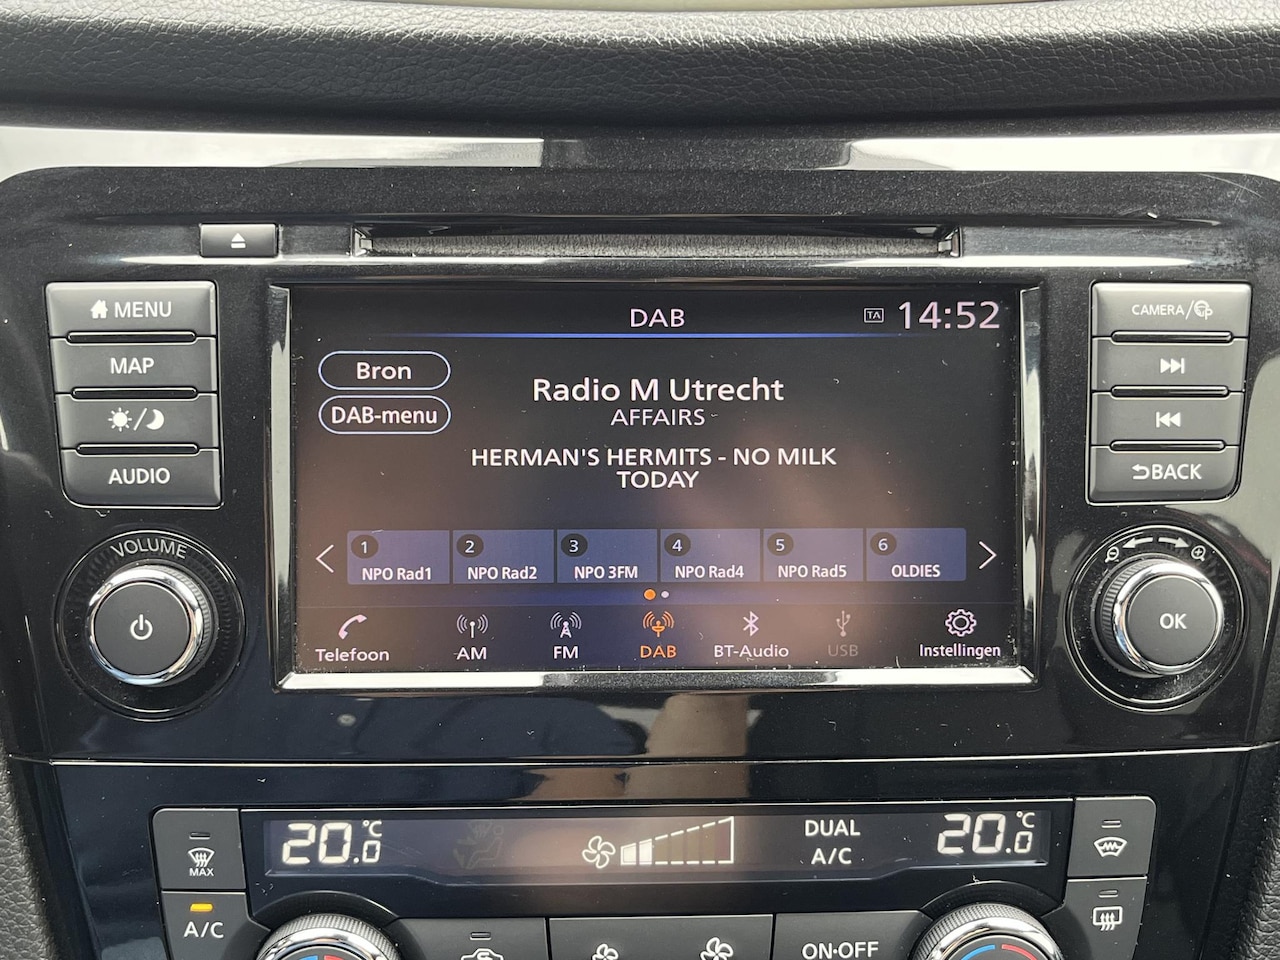 MENU
MAP
AUDIO
VOLUME
DAB
TA
14:52
Bron
DAB-menu
Radio M Utrecht
AFFAIRS
HERMAN'S HERMITS - NO MILK
TODAY
1
NPO Rad1
2
NPO Rad2
3
NPO 3FM
4
NPO Rad4
5
NPO Rad5
6
OLDIES
Telefoon
AM
FM
DAB
BT-Audio
USB
Instellingen
CAMERA/
BACK
OK
20.0°C
DUAL
A/C
20.0°C
MAX
A/C
ON·OFF